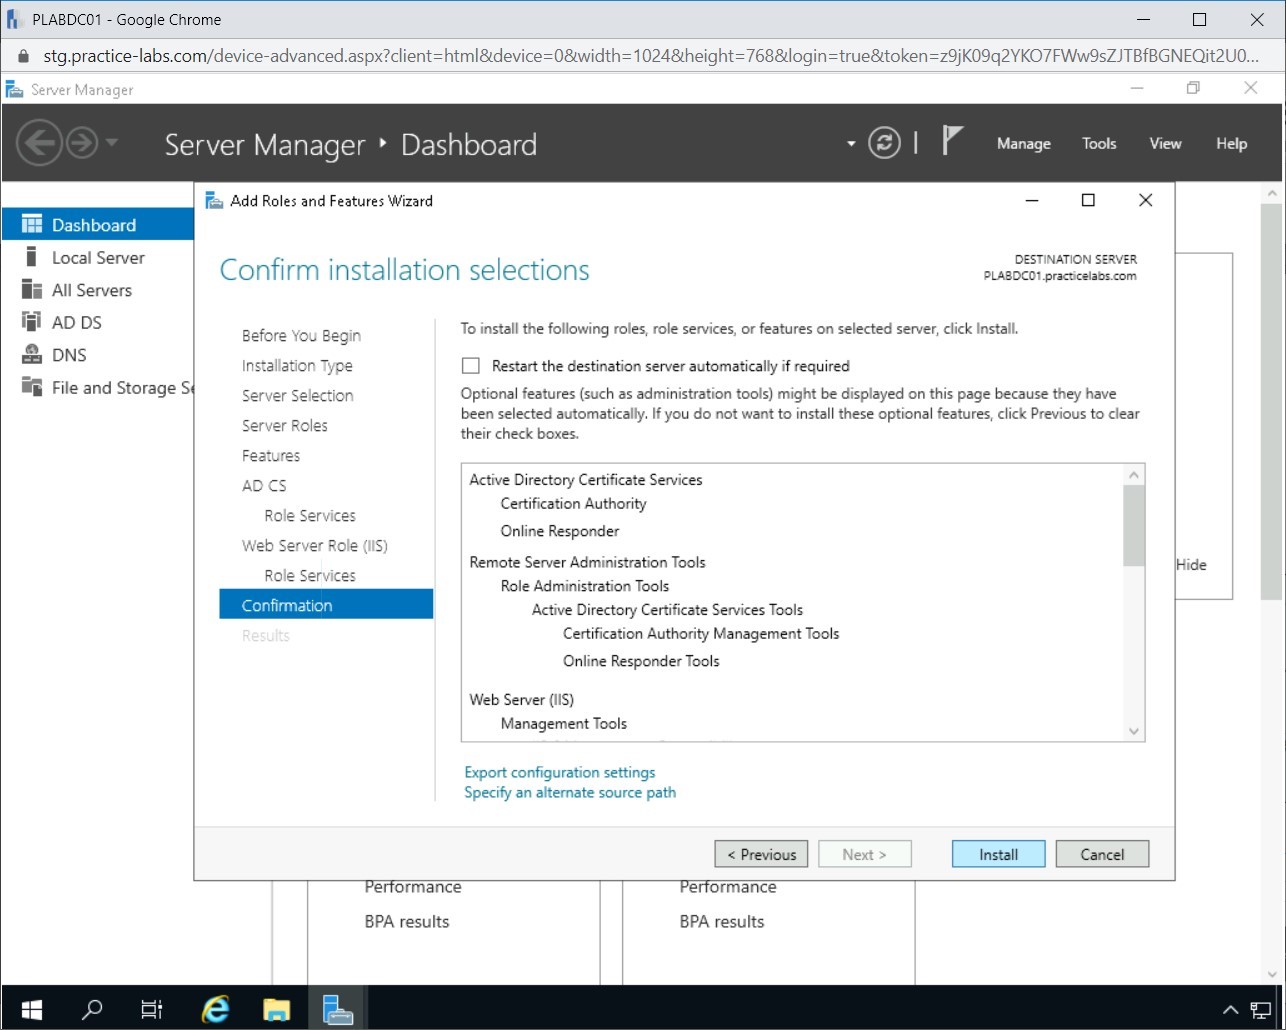 PLABDC01 - Google Chrome
stg.practice-labs.com/device-advanced.aspx?client=html&device=0&width=1024&height=768&login=true&token=z9jK09q2YKO7FWw9sZJTBfBGNEQit2U0...
Server Manager
Server Manager ‣ Dashboard
Manage Tools View Help
Dashboard
Local Server
All Servers
AD DS
DNS
File and Storage Se
Add Roles and Features Wizard
Confirm installation selections
DESTINATION SERVER
PLABDC01.practicelabs.com
Before You Begin
Installation Type
Server Selection
Server Roles
Features
AD CS
Role Services
Web Server Role (IIS)
Role Services
Confirmation
Results
To install the following roles, role services, or features on selected server, click Install.
Restart the destination server automatically if required
Optional features (such as administration tools) might be displayed on this page because they have
been selected automatically. If you do not want to install these optional features, click Previous to clear
their check boxes.
Active Directory Certificate Services
Certification Authority
Online Responder
Remote Server Administration Tools
Role Administration Tools
Active Directory Certificate Services Tools
Certification Authority Management Tools
Online Responder Tools
Web Server (IIS)
Management Tools
Export configuration settings
Specify an alternate source path
< Previous
Next >
Install
Cancel
Hide
Performance
BPA results
Performance
BPA results